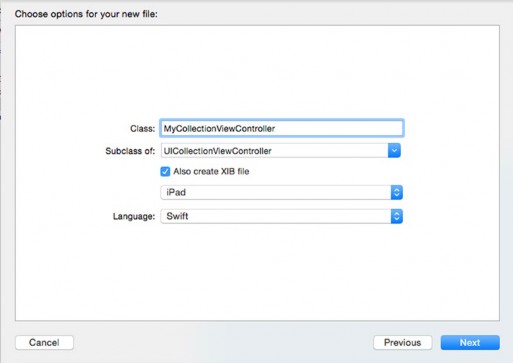 Choose options for your new file:
Class: MyCollectionViewController
Subclass of: UICollectionViewController
Also create XIB file
iPad
Language: Swift
Cancel Previous Next